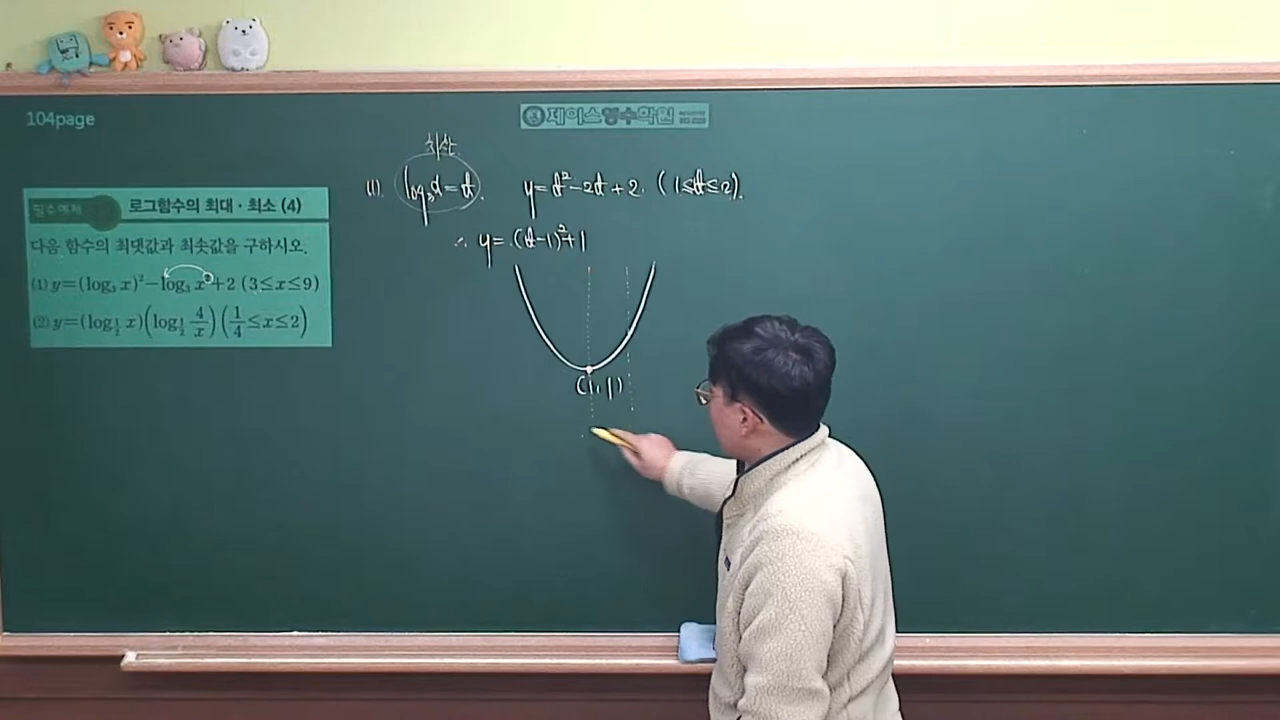 104page
제이스형수학원
필수예제
로그함수의 최대·최소 (4)
다음 함수의 최댓값과 최솟값을 구하시오.
(1) y=(log₃ x)²−log₃ x²+2 (3≤x≤9)
(2) y=(log_{1/2} x)(log_{1/2} 4/x)(1/4≤x≤2)
치환.
(1). log₃x=t. y=t²−2t+2. (1≤t≤2).
∴ y=(t−1)²+1
(1, 1)